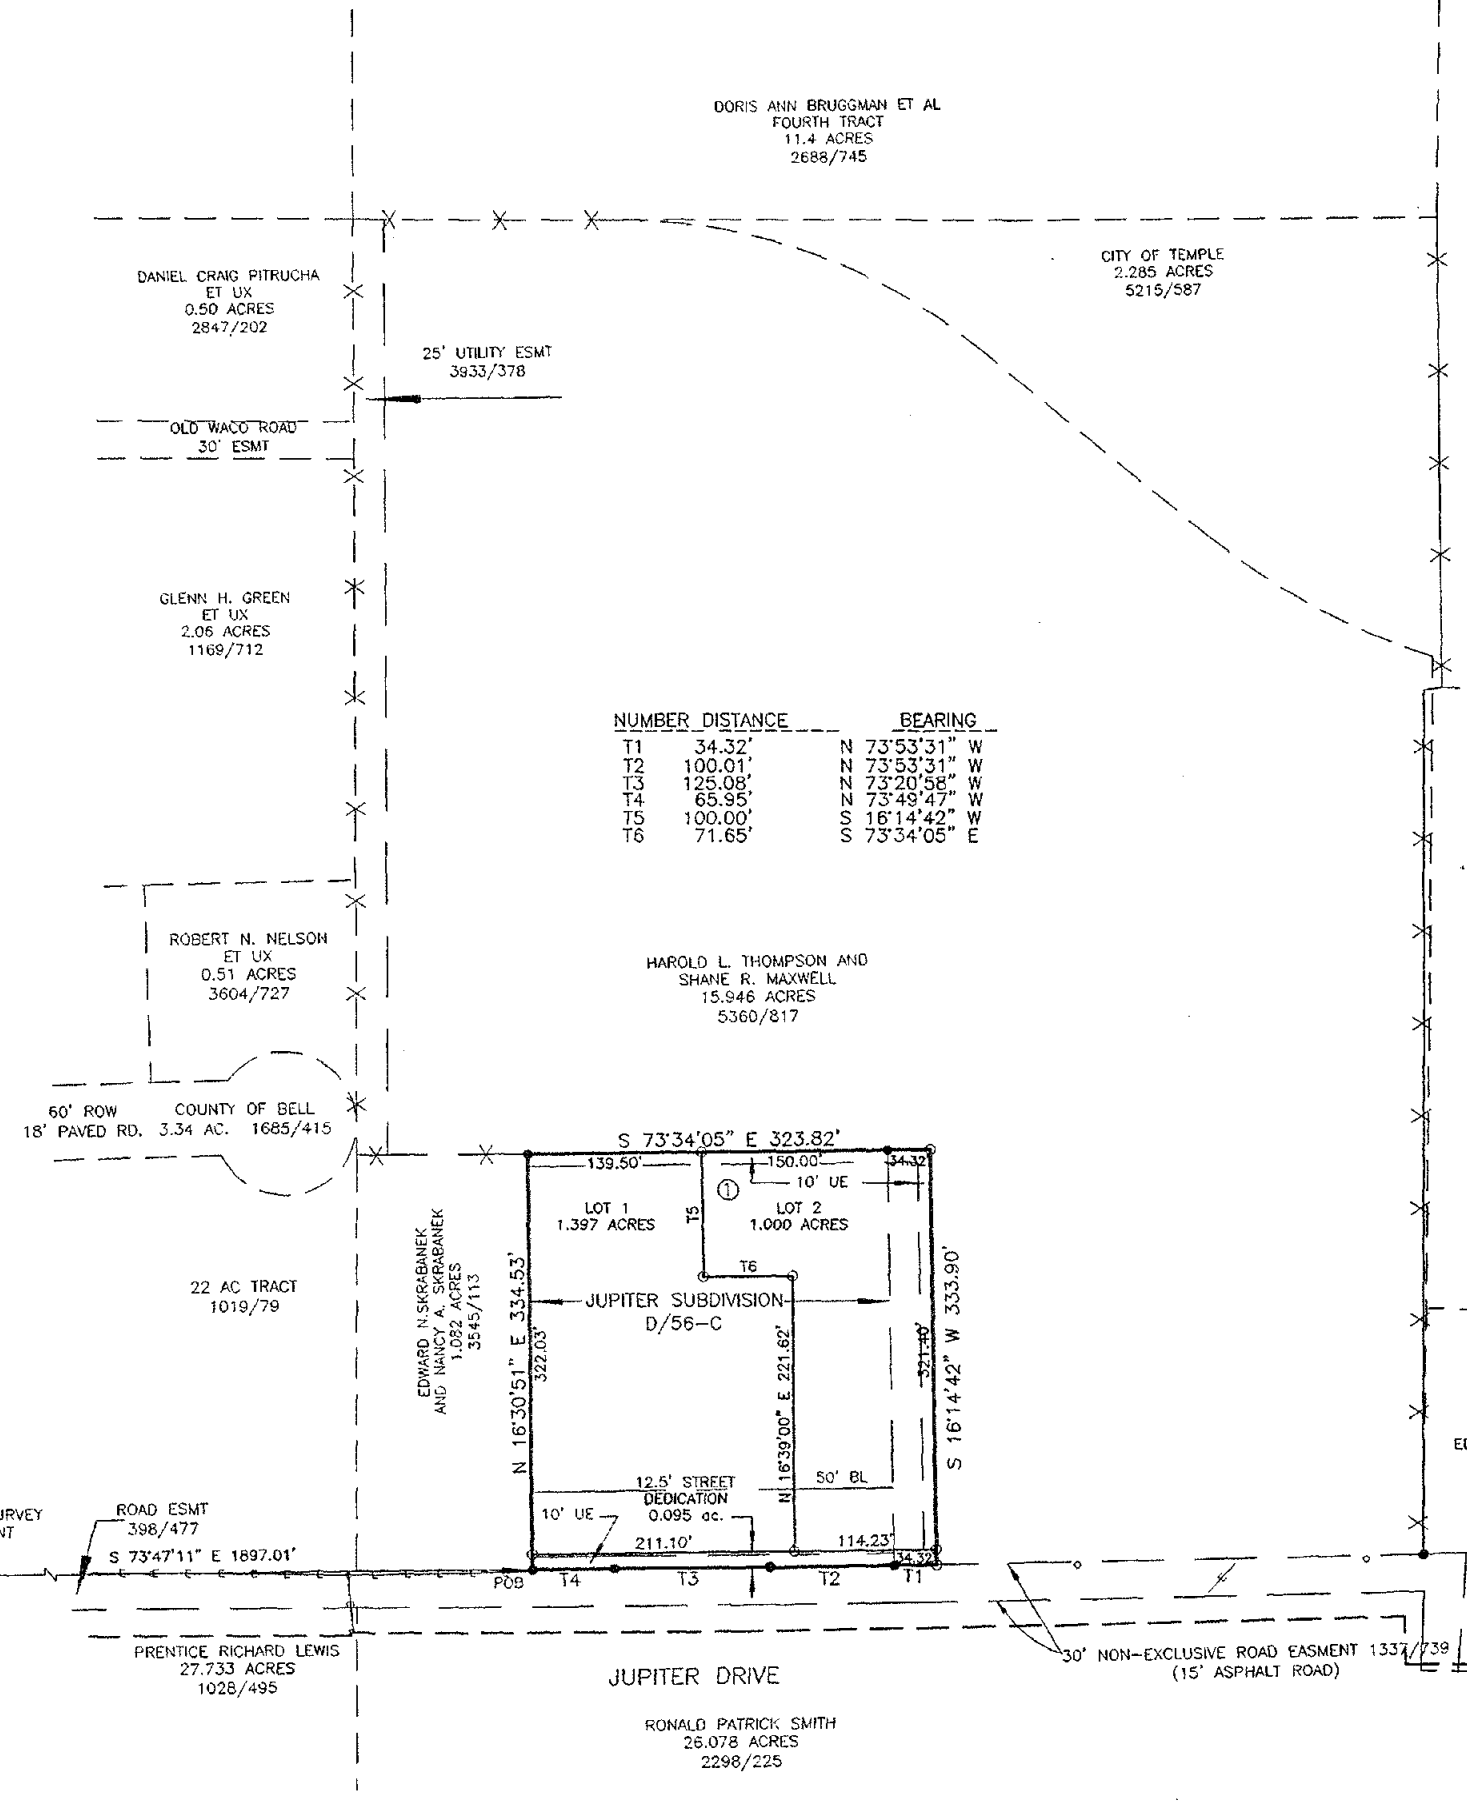 DORIS ANN BRUGGMAN ET AL
FOURTH TRACT
11.4 ACRES
2688/745
CITY OF TEMPLE
2.285 ACRES
5215/587
DANIEL CRAIG PITRUCHA
ET UX
0.50 ACRES
2847/202
25' UTILITY ESMT
3933/378
OLD WACO ROAD
30' ESMT
GLENN H. GREEN
ET UX
2.06 ACRES
1169/712
NUMBER DISTANCE BEARING
T1 34.32' N 73°53'31" W
T2 100.01' N 73°53'31" W
T3 125.08' N 73°20'58" W
T4 65.95' N 73°49'47" W
T5 100.00' S 16°14'42" W
T6 71.65' S 73°34'05" E
ROBERT N. NELSON
ET UX
0.51 ACRES
3604/727
HAROLD L. THOMPSON AND
SHANE R. MAXWELL
15.946 ACRES
5360/817
60' ROW COUNTY OF BELL
18' PAVED RD. 3.34 AC. 1685/415
S 73°34'05" E 323.82'
139.50' 150.00' 34.32'
10' UE
1
LOT 1
1.397 ACRES
T5
LOT 2
1.000 ACRES
T6
EDWARD N.SKRABANEK
AND NANCY A. SKRABANEK
1.082 ACRES
3545/113
22 AC TRACT
1019/79
N 16°30'51" E 334.53'
322.03'
JUPITER SUBDIVISION
D/56-C
N 16°39'00" E 221.62'
321.40'
S 16°14'42" W 333.90'
50' BL
12.5' STREET
DEDICATION
0.095 ac.
10' UE
211.10' 114.23' 34.32'
ROAD ESMT
398/477
URVEY
NT
S 73°47'11" E 1897.01'
POB T4 T3 T2 T1
PRENTICE RICHARD LEWIS
27.733 ACRES
1028/495
30' NON-EXCLUSIVE ROAD EASMENT 1337/739
(15' ASPHALT ROAD)
JUPITER DRIVE
RONALD PATRICK SMITH
26.078 ACRES
2298/225